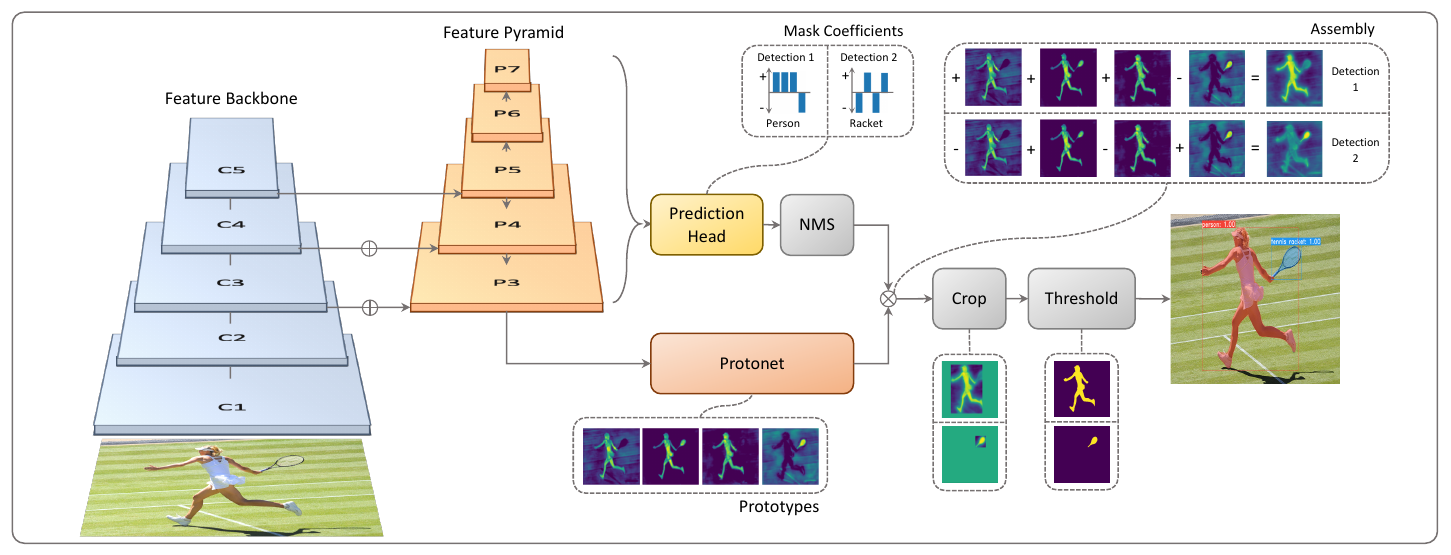 Feature Backbone
C5
C4
C3
C2
C1
Feature Pyramid
P7
P6
P5
P4
P3
Mask Coefficients
Detection 1
+
-
Person
Detection 2
+
-
Racket
Assembly
+ + + - = Detection
1
- + - + = Detection
2
Prediction
Head
NMS
Crop
Threshold
Protonet
Prototypes
person: 1.00
tennis racket: 1.00